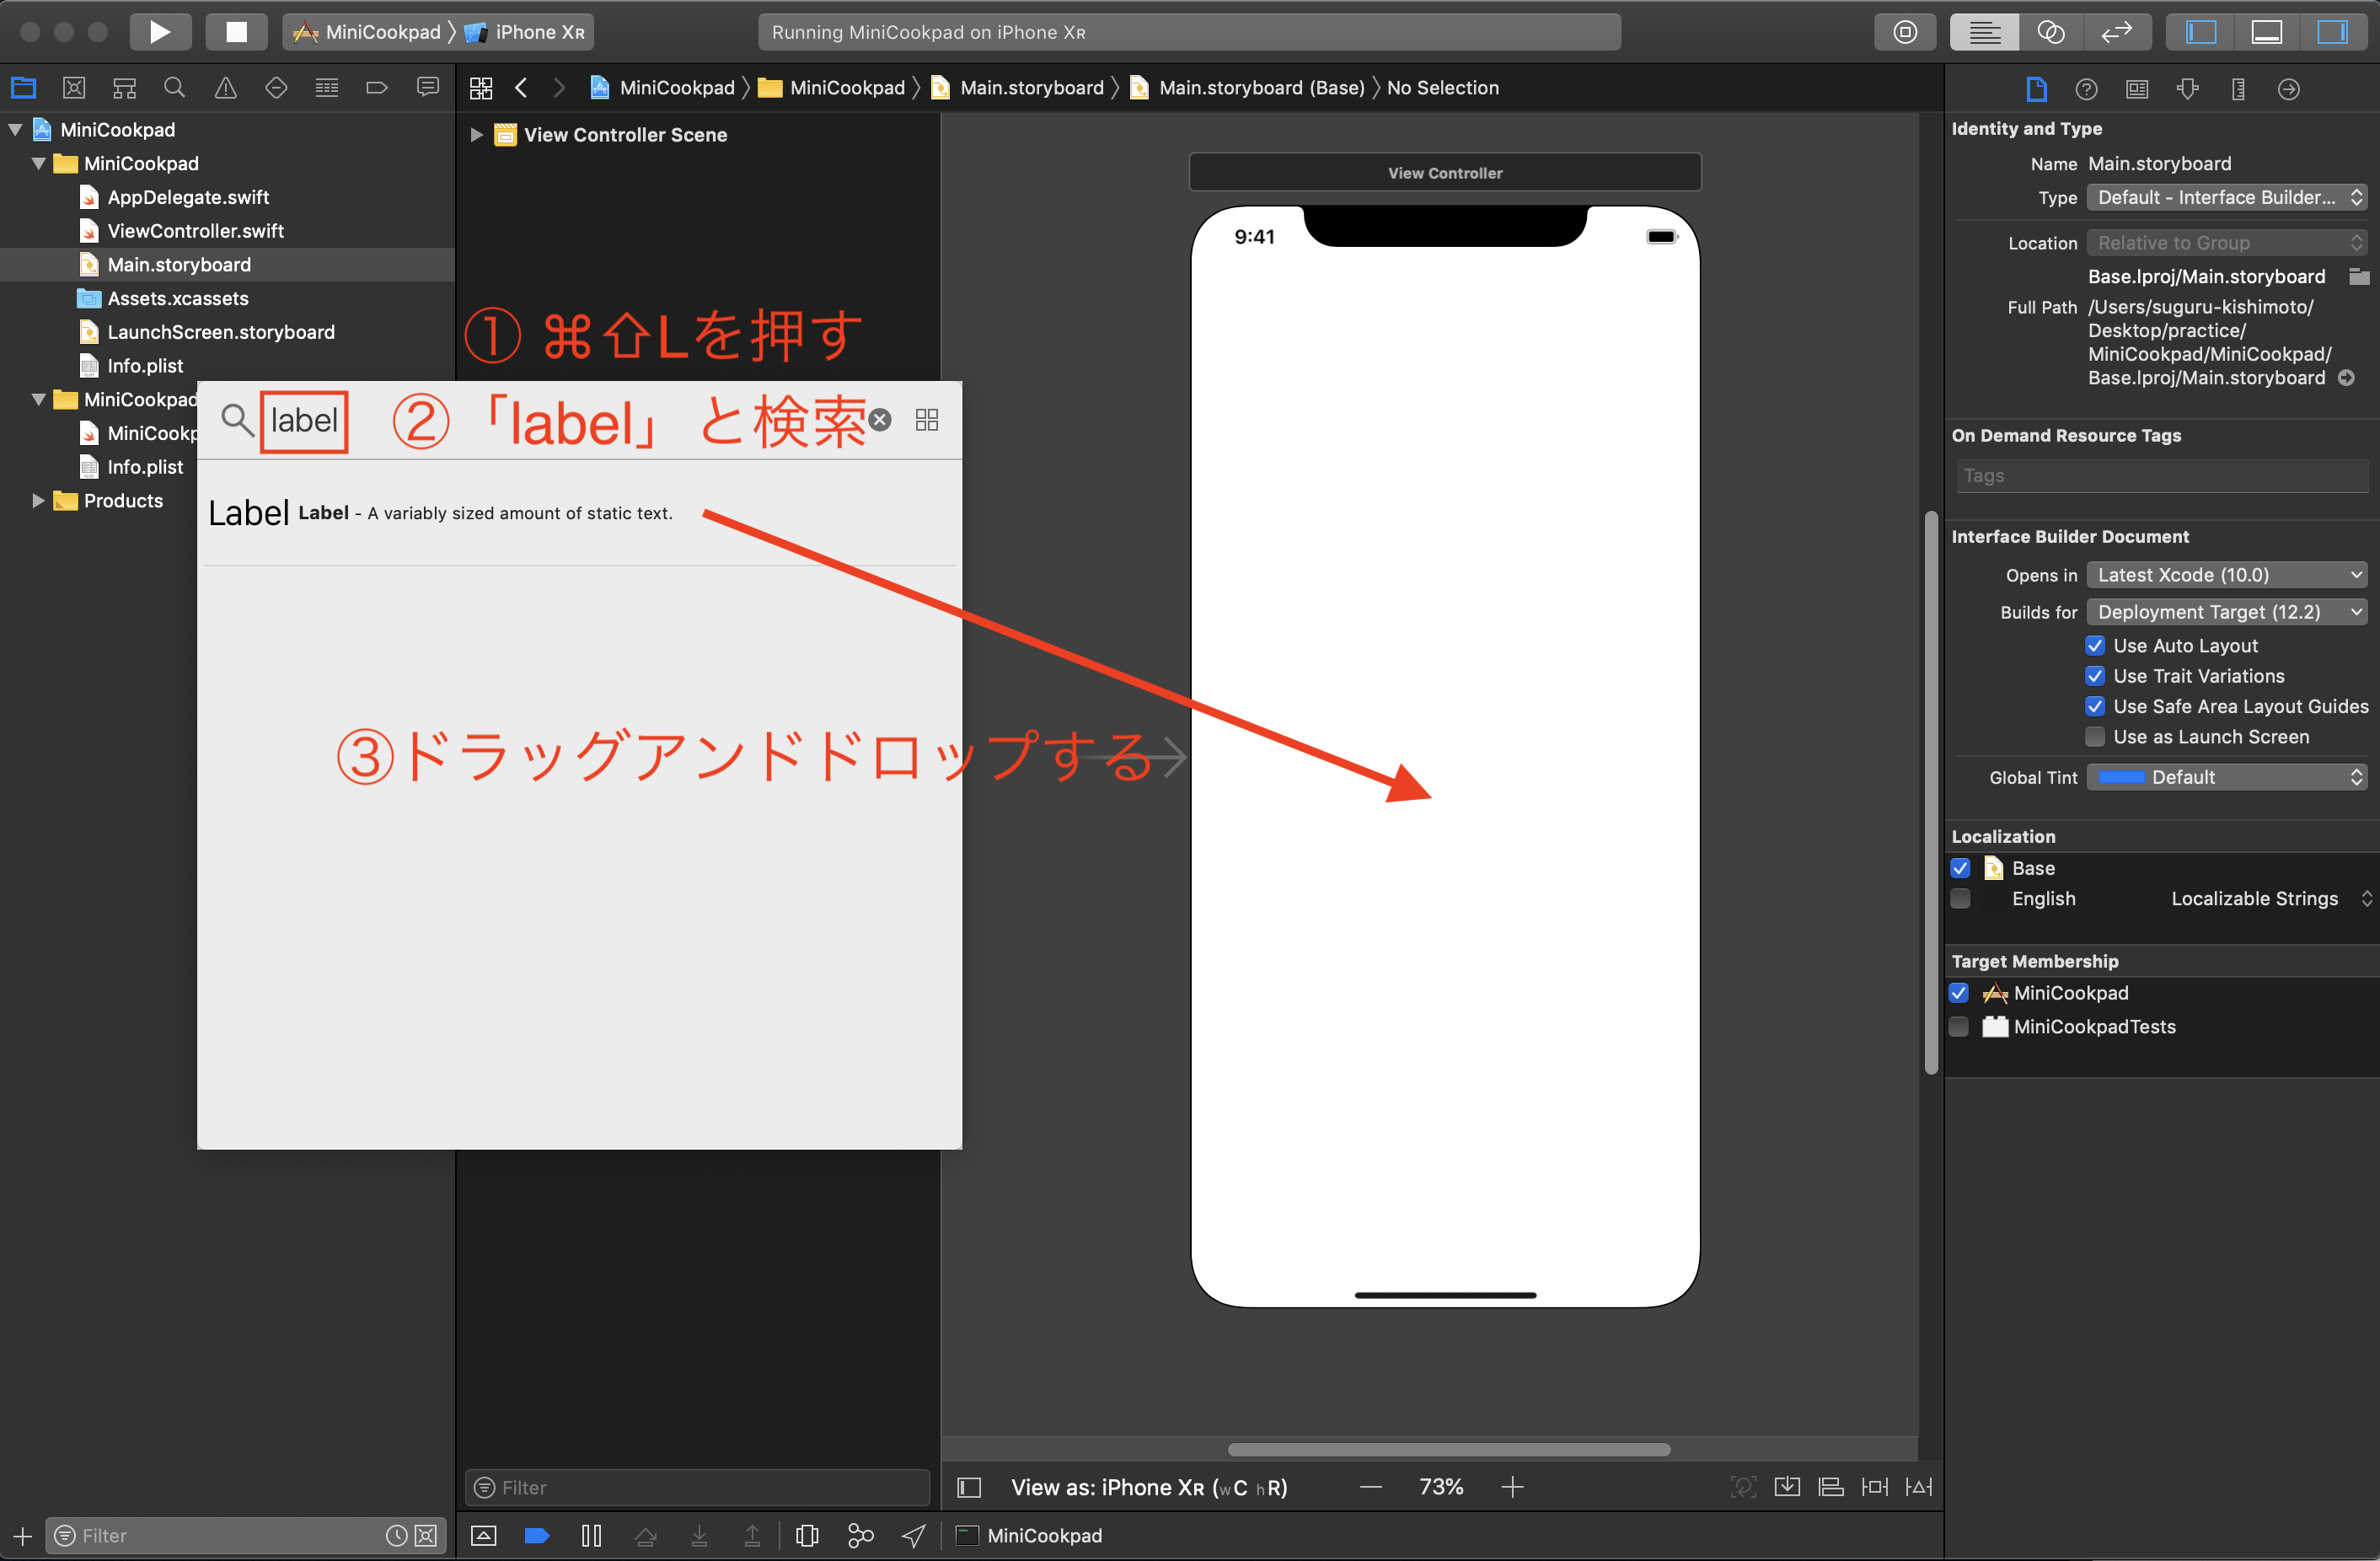 MiniCookpad 〉 iPhone Xʀ
Running MiniCookpad on iPhone Xʀ
MiniCookpad 〉 MiniCookpad 〉 Main.storyboard 〉 Main.storyboard (Base) 〉 No Selection
MiniCookpad
MiniCookpad
AppDelegate.swift
ViewController.swift
Main.storyboard
Assets.xcassets
LaunchScreen.storyboard
Info.plist
MiniCookpad
MiniCookp
Info.plist
Products
Filter
View Controller Scene
① ⌘⇧Lを押す
label
②「label」と検索
Label Label - A variably sized amount of static text.
③ドラッグアンドドロップする
Filter
View Controller
9:41
View as: iPhone Xʀ (wC hR)
73%
MiniCookpad
Identity and Type
Name Main.storyboard
Type Default - Interface Builder...
Location Relative to Group
Base.lproj/Main.storyboard
Full Path /Users/suguru-kishimoto/
Desktop/practice/
MiniCookpad/MiniCookpad/
Base.lproj/Main.storyboard
On Demand Resource Tags
Tags
Interface Builder Document
Opens in Latest Xcode (10.0)
Builds for Deployment Target (12.2)
Use Auto Layout
Use Trait Variations
Use Safe Area Layout Guides
Use as Launch Screen
Global Tint Default
Localization
Base
English Localizable Strings
Target Membership
MiniCookpad
MiniCookpadTests